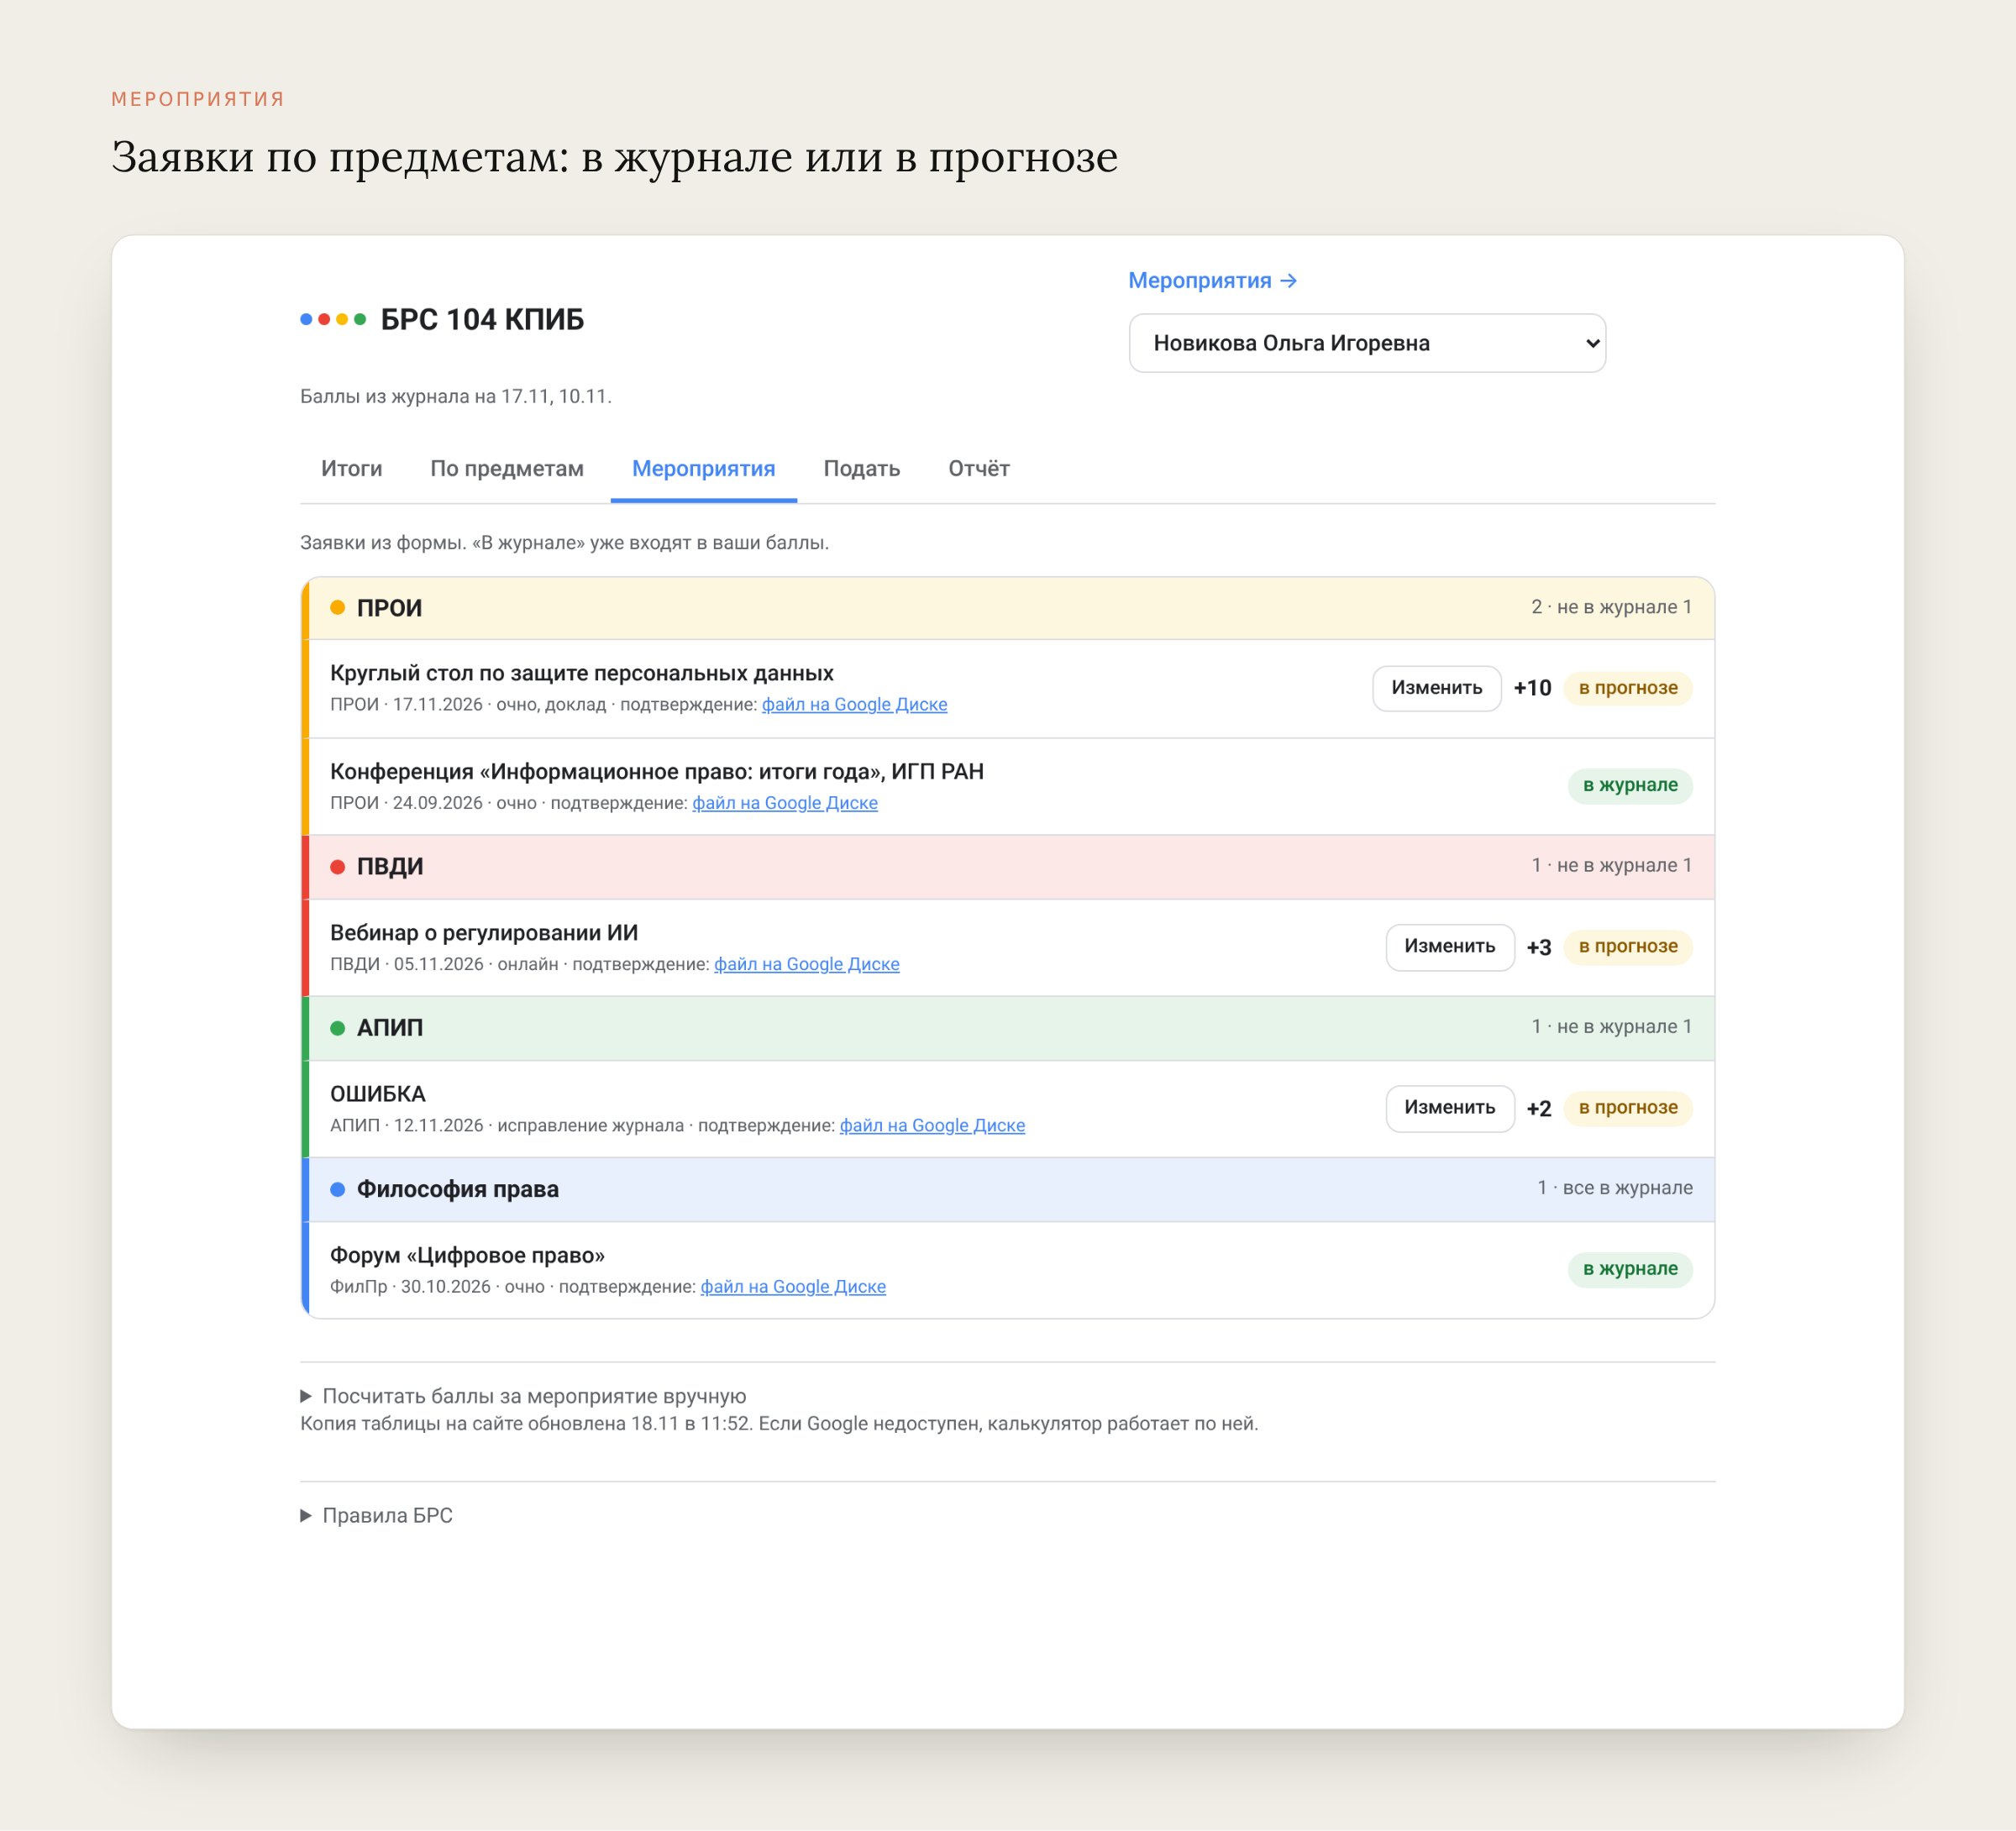 МЕРОПРИЯТИЯ
Заявки по предметам: в журнале или в прогнозе
Мероприятия →
БРС 104 КПИБ
Новикова Ольга Игоревна
Баллы из журнала на 17.11, 10.11.
Итоги По предметам Мероприятия Подать Отчёт
Заявки из формы. «В журнале» уже входят в ваши баллы.
ПРОИ 2 · не в журнале 1
Круглый стол по защите персональных данных
ПРОИ · 17.11.2026 · очно, доклад · подтверждение: файл на Google Диске
Изменить +10 в прогнозе
Конференция «Информационное право: итоги года», ИГП РАН
ПРОИ · 24.09.2026 · очно · подтверждение: файл на Google Диске
в журнале
ПВДИ 1 · не в журнале 1
Вебинар о регулировании ИИ
ПВДИ · 05.11.2026 · онлайн · подтверждение: файл на Google Диске
Изменить +3 в прогнозе
АПИП 1 · не в журнале 1
ОШИБКА
АПИП · 12.11.2026 · исправление журнала · подтверждение: файл на Google Диске
Изменить +2 в прогнозе
Философия права 1 · все в журнале
Форум «Цифровое право»
ФилПр · 30.10.2026 · очно · подтверждение: файл на Google Диске
в журнале
Посчитать баллы за мероприятие вручную
Копия таблицы на сайте обновлена 18.11 в 11:52. Если Google недоступен, калькулятор работает по ней.
Правила БРС